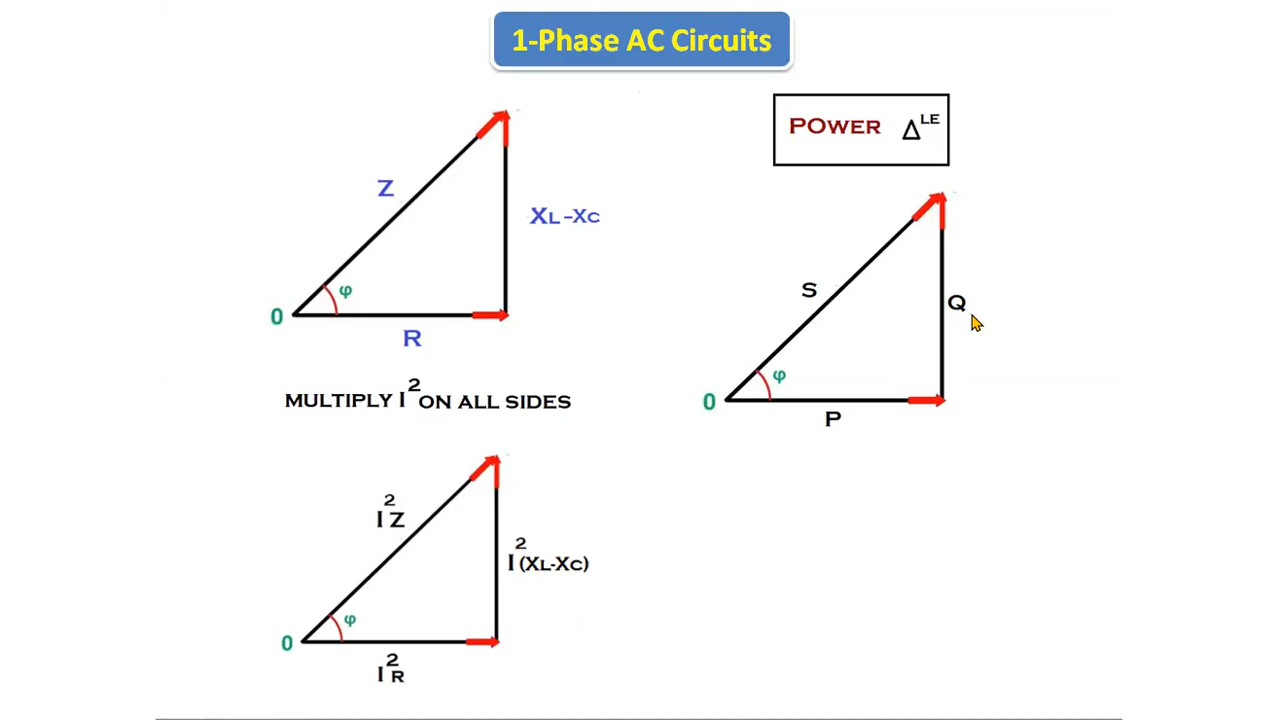 1-Phase AC Circuits
Z
XL-XC
φ
0
R
MULTIPLY I² ON ALL SIDES
I²Z
I²(XL-XC)
φ
0
I²R
POWER Δ^LE
S
Q
φ
0
P